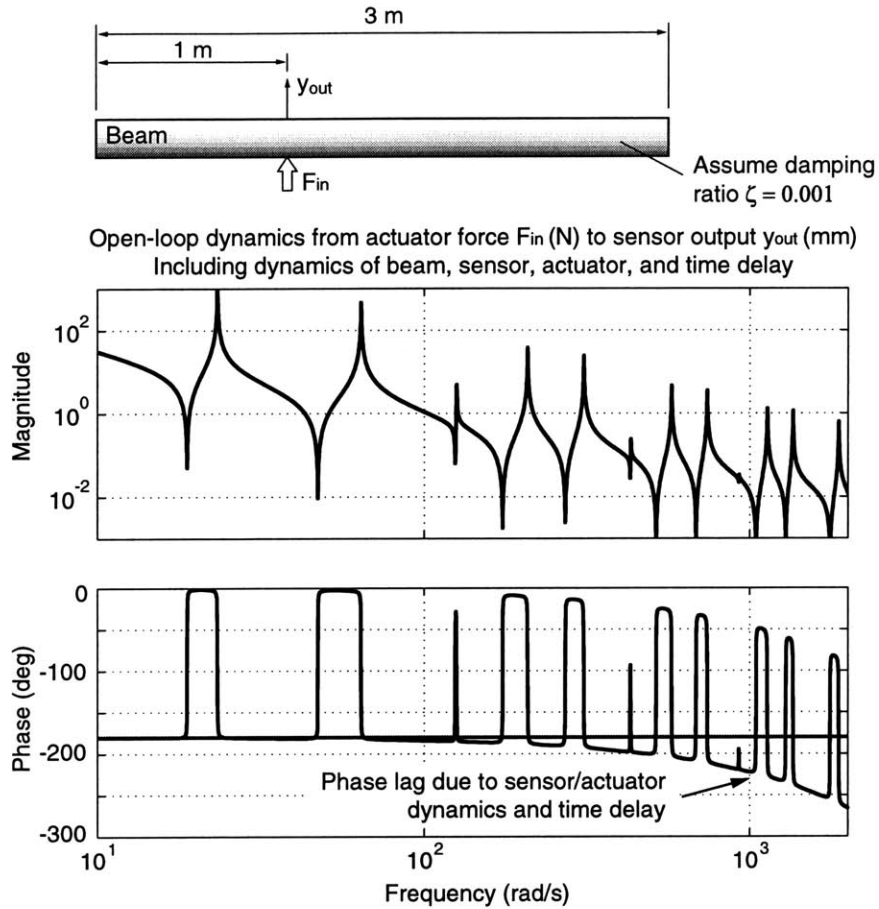 3 m
1 m
y_out
Beam
F_in
Assume damping
ratio ζ = 0.001
Open-loop dynamics from actuator force F_in (N) to sensor output y_out (mm)
Including dynamics of beam, sensor, actuator, and time delay
Magnitude
10^2
10^0
10^-2
Phase (deg)
0
-100
-200
-300
Phase lag due to sensor/actuator
dynamics and time delay
10^1
10^2
10^3
Frequency (rad/s)